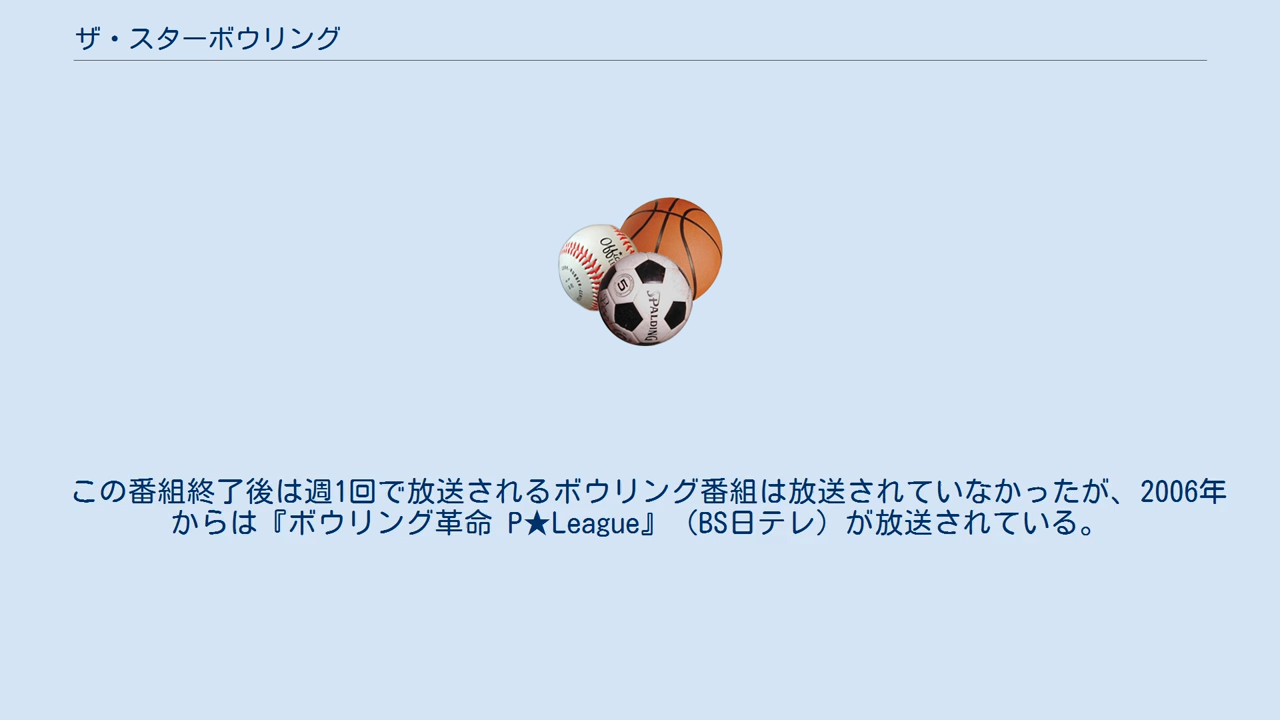 ザ・スターボウリング
Offici
5
SPALDING
この番組終了後は週1回で放送されるボウリング番組は放送されていなかったが、2006年
からは『ボウリング革命 P★League』（BS日テレ）が放送されている。